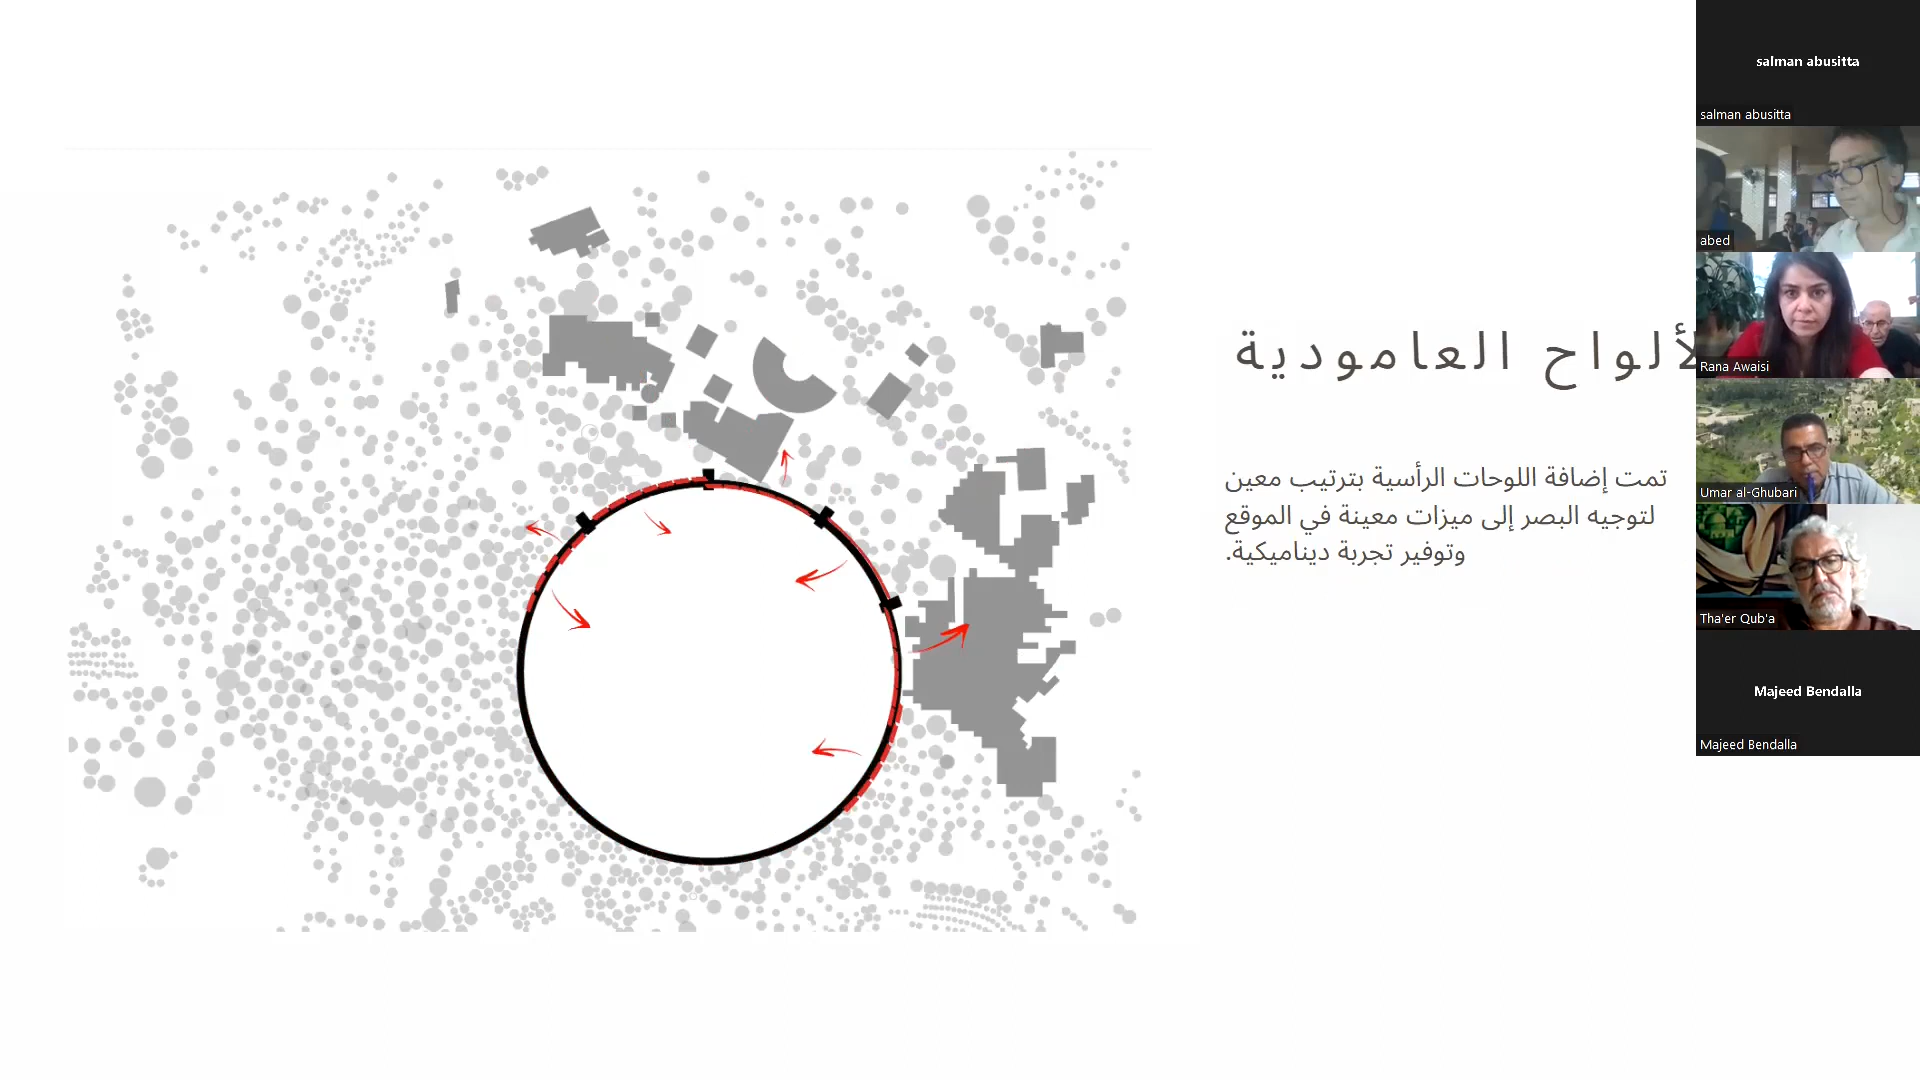 لألواح العامودية
تمت إضافة اللوحات الرأسية بترتيب معين
لتوجيه البصر إلى ميزات معينة في الموقع
وتوفير تجربة ديناميكية.
salman abusitta
salman abusitta
abed
Rana Awaisi
Umar al-Ghubari
Tha'er Qub'a
Majeed Bendalla
Majeed Bendalla